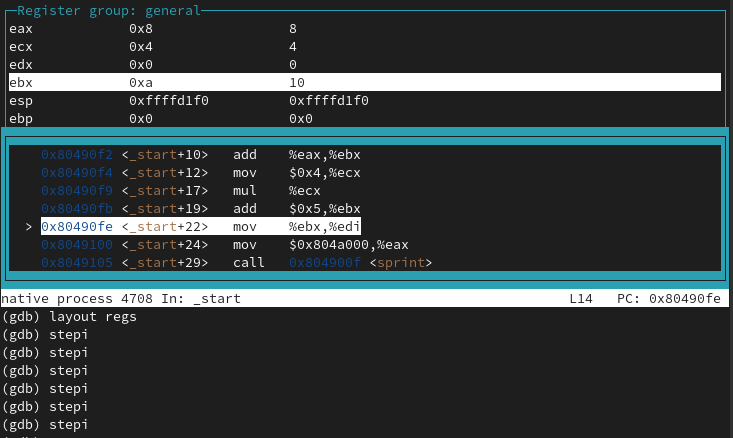 Register group: general
eax 0x8 8
ecx 0x4 4
edx 0x0 0
ebx 0xa 10
esp 0xffffd1f0 0xffffd1f0
ebp 0x0 0x0
0x80490f2 <_start+10> add %eax,%ebx
0x80490f4 <_start+12> mov $0x4,%ecx
0x80490f9 <_start+17> mul %ecx
0x80490fb <_start+19> add $0x5,%ebx
> 0x80490fe <_start+22> mov %ebx,%edi
0x8049100 <_start+24> mov $0x804a000,%eax
0x8049105 <_start+29> call 0x804900f <sprint>
native process 4708 In: _start L14 PC: 0x80490fe
(gdb) layout regs
(gdb) stepi
(gdb) stepi
(gdb) stepi
(gdb) stepi
(gdb) stepi
(gdb) stepi